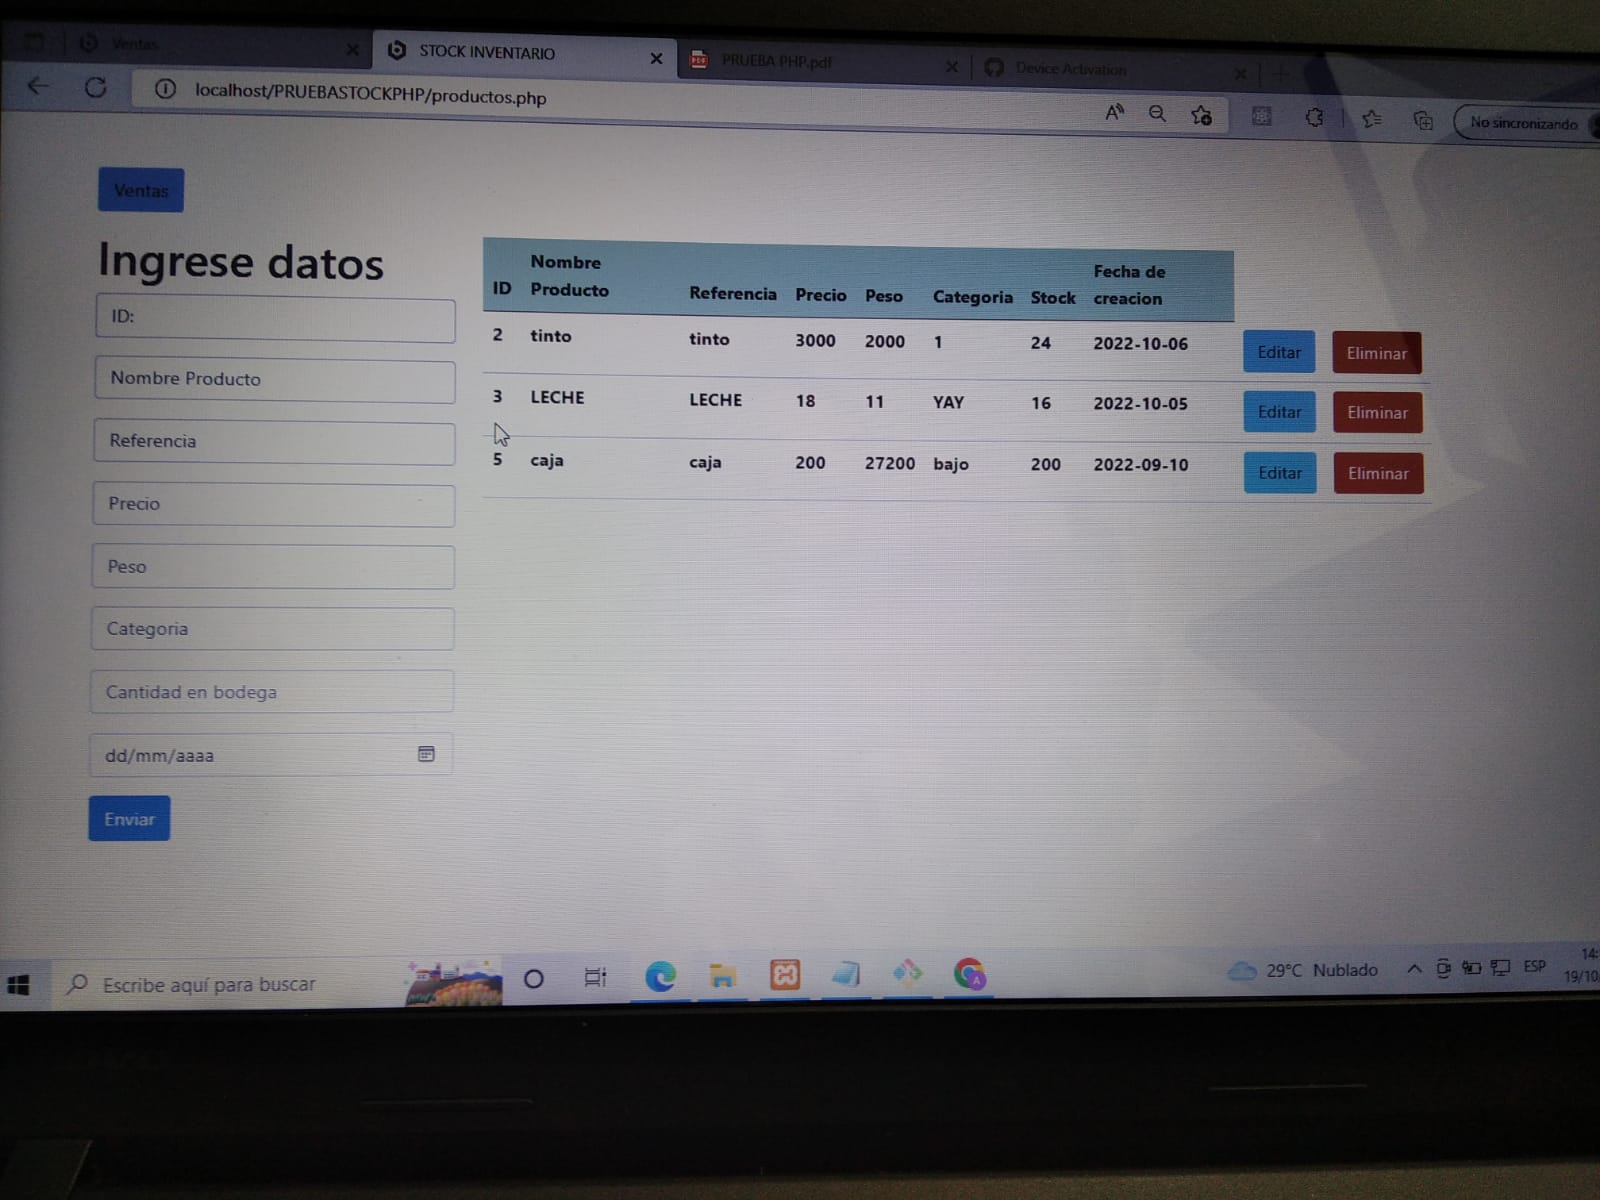 Ventas
STOCK INVENTARIO
PRUEBA PHP.pdf
Device Activation
localhost/PRUEBASTOCKPHP/productos.php
No sincronizando
Ventas
Ingrese datos
ID:
Nombre Producto
Referencia
Precio
Peso
Categoria
Cantidad en bodega
dd/mm/aaaa
Enviar
ID Nombre Producto Referencia Precio Peso Categoria Stock Fecha de creacion
2 tinto tinto 3000 2000 1 24 2022-10-06 Editar Eliminar
3 LECHE LECHE 18 11 YAY 16 2022-10-05 Editar Eliminar
5 caja caja 200 27200 bajo 200 2022-09-10 Editar Eliminar
Escribe aquí para buscar
29°C Nublado
ESP
14:
19/10